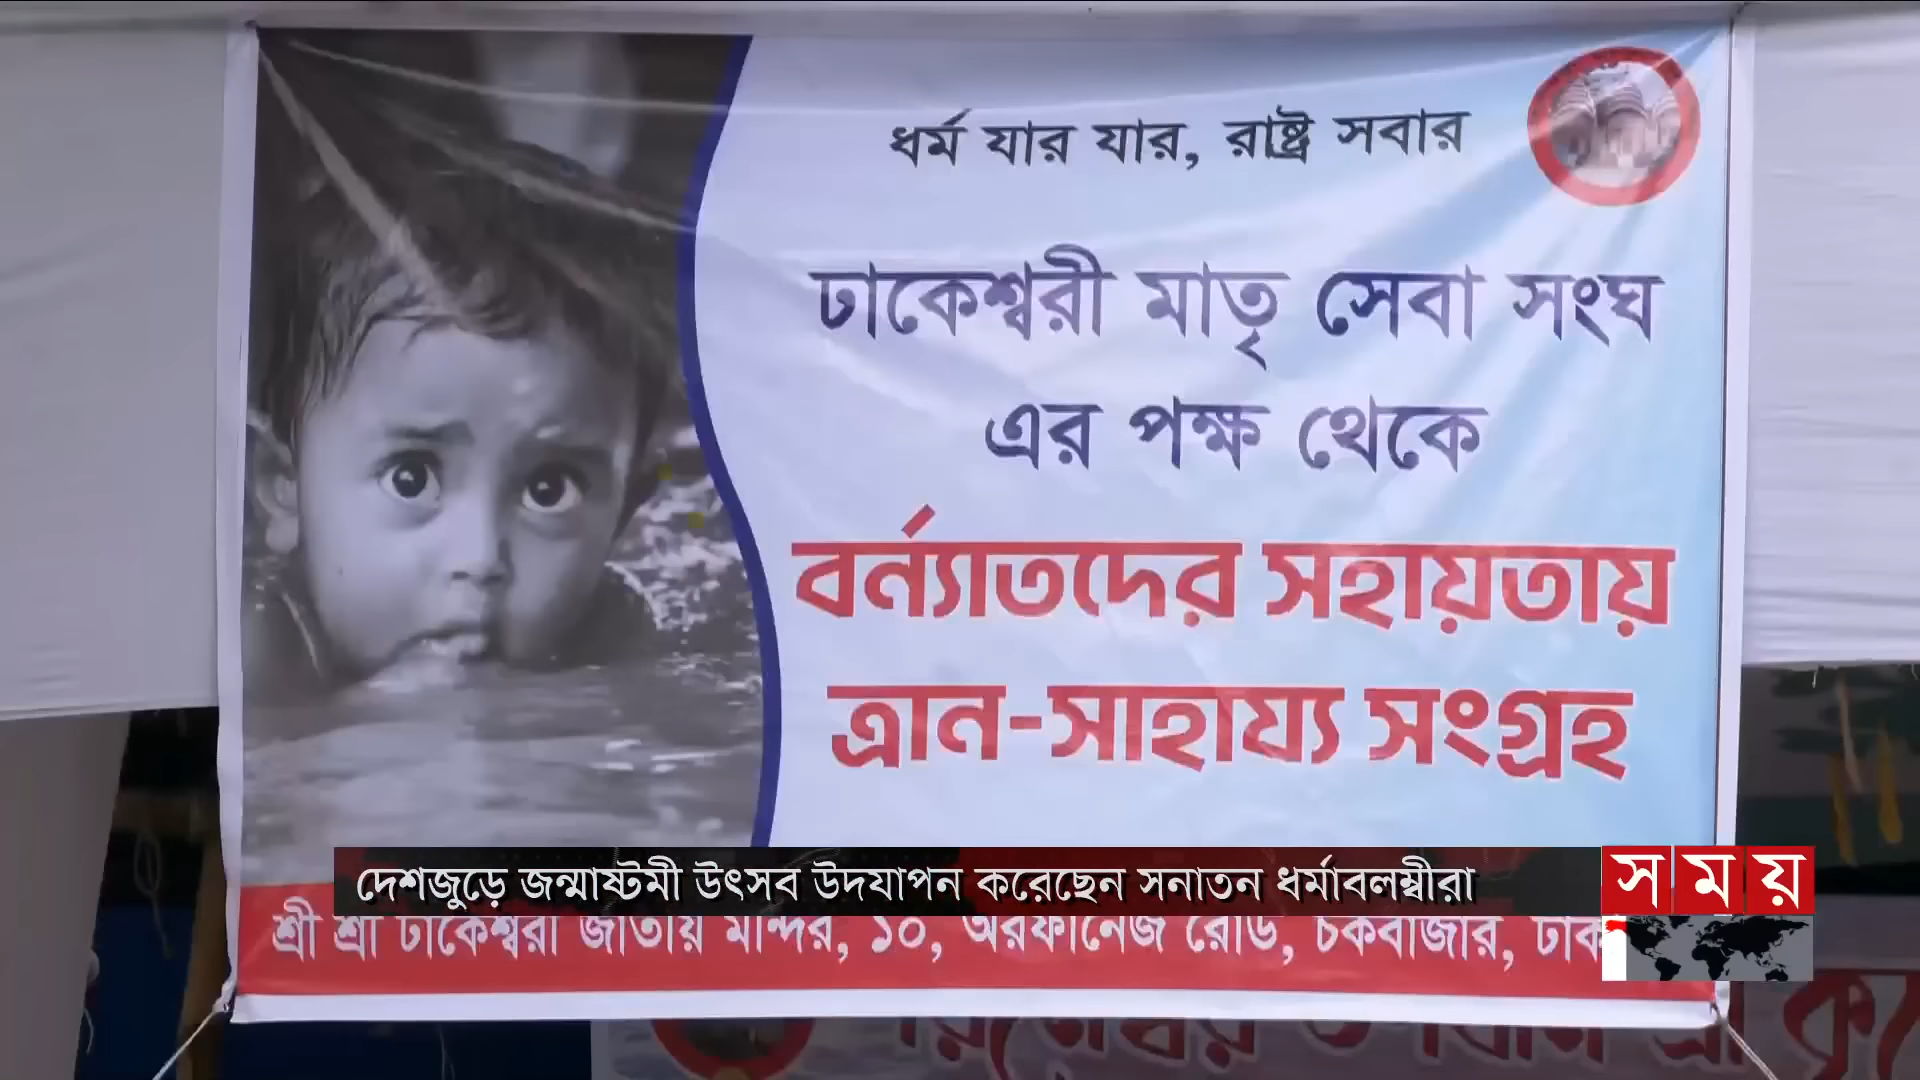 ধর্ম যার যার, রাষ্ট্র সবার
ঢাকেশ্বরী মাতৃ সেবা সংঘ
এর পক্ষ থেকে
বর্ন্যাতদের সহায়তায়
ত্রান-সাহায্য সংগ্রহ
দেশজুড়ে জন্মাষ্টমী উৎসব উদযাপন করেছেন সনাতন ধর্মাবলম্বীরা
সময়
শ্রী শ্রী ঢাকেশ্বরী জাতীয় মন্দির, ১০, অরফানেজ রোড, চকবাজার,